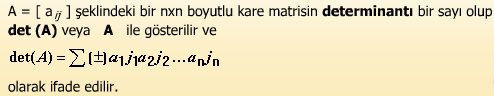 A = [ a ij ] şeklindeki bir nxn boyutlu kare matrisin determinantı bir sayı olup
det (A) veya A ile gösterilir ve
det(A) = ∑ (±)a1j1a2j2...anjn
olarak ifade edilir.